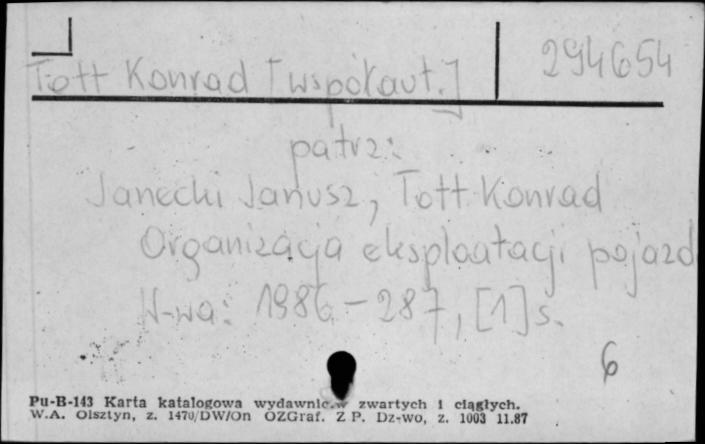 Tott Konrad [współaut.]
294654
patrz:
Janecki Janusz, Tott Konrad
Organizacja eksploatacji pojazd
W-wa: 1986 - 287, [1] s.
6
Pu-B-143 Karta katalogowa wydawnic.w zwartych i ciągłych.
W.A. Olsztyn, z. 1470/DW/On OZGraf. Z P. Dz-wo, z. 1003 11.87